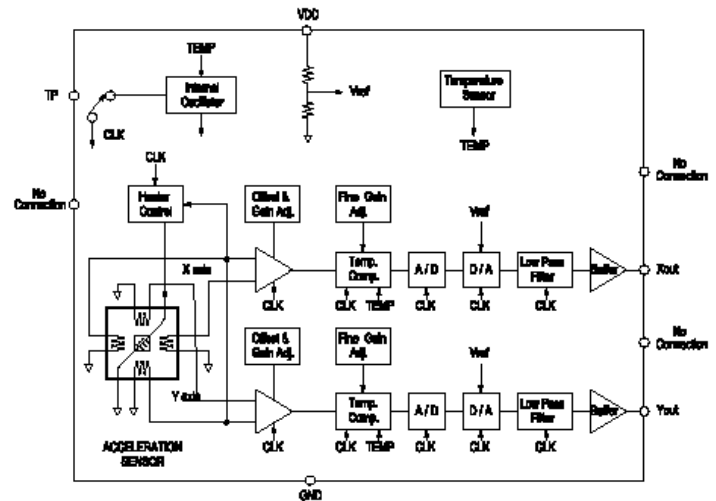 VDD
TEMP
Internal
Oscillator
TP
CLK
Vref
Temperature
Sensor
TEMP
No
Connection
CLK
Heater
Control
Offset &
Gain Adj.
Fine Gain
Adj.
No
Connection
Vref
X axis
Temp.
Comp.
A / D
D / A
Low Pass
Filter
Buffer
Xout
CLK
CLK
TEMP
CLK
CLK
CLK
Offset &
Gain Adj.
Fine Gain
Adj.
No
Connection
Vref
Y axis
Temp.
Comp.
A / D
D / A
Low Pass
Filter
Buffer
Yout
CLK
CLK
TEMP
CLK
CLK
CLK
ACCELERATION
SENSOR
GND